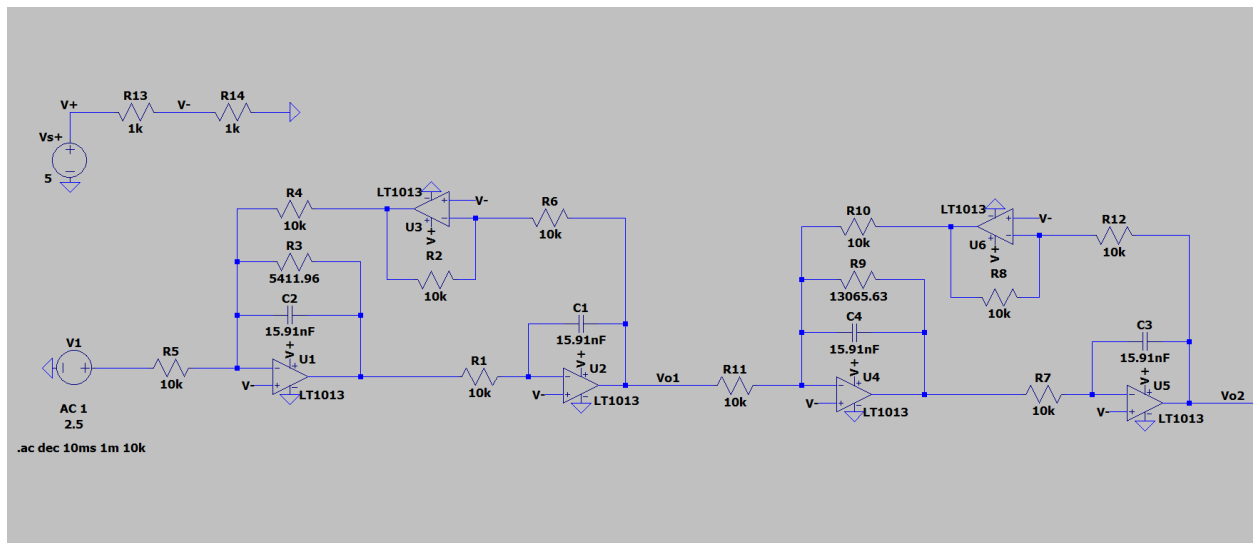 V+
R13
1k
V-
R14
1k
Vs+
5
R4
10k
R3
5411.96
C2
15.91nF
LT1013
U3
V+
V-
R2
10k
R6
10k
C1
15.91nF
V1
AC 1
2.5
R5
10k
V+
U1
V-
LT1013
R1
10k
V+
U2
V-
LT1013
Vo1
R11
10k
R10
10k
R9
13065.63
C4
15.91nF
LT1013
U6
V+
V-
R8
10k
R12
10k
C3
15.91nF
V+
U4
V-
LT1013
R7
10k
V+
U5
V-
LT1013
Vo2
.ac dec 10ms 1m 10k